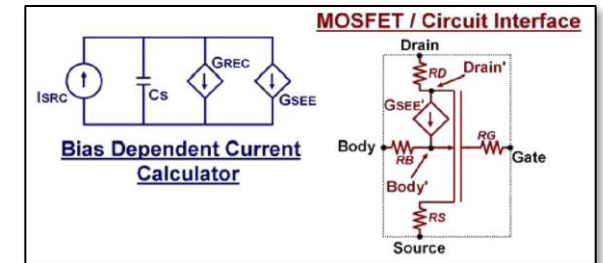 MOSFET / Circuit Interface
Drain
RD
Drain'
GREC
GSEE'
ISRC
CS
GSEE
RG
Body
RB
Gate
Bias Dependent Current
Calculator
Body'
RS
Source